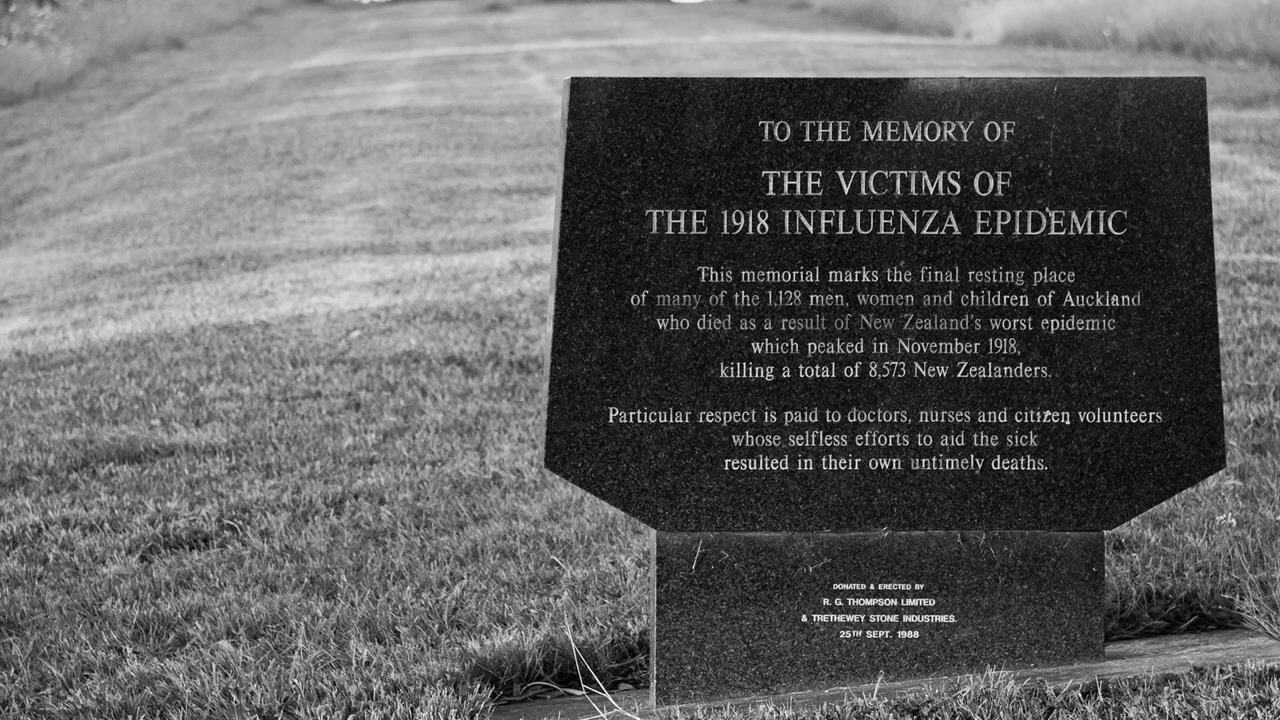 TO THE MEMORY OF
THE VICTIMS OF
THE 1918 INFLUENZA EPIDEMIC
This memorial marks the final resting place
of many of the 1,128 men, women and children of Auckland
who died as a result of New Zealand's worst epidemic
which peaked in November 1918,
killing a total of 8,573 New Zealanders.
Particular respect is paid to doctors, nurses and citizen volunteers
whose selfless efforts to aid the sick
resulted in their own untimely deaths.
DONATED & ERECTED BY
R. G. THOMPSON LIMITED
& TRETHEWEY STONE INDUSTRIES.
25TH SEPT. 1988